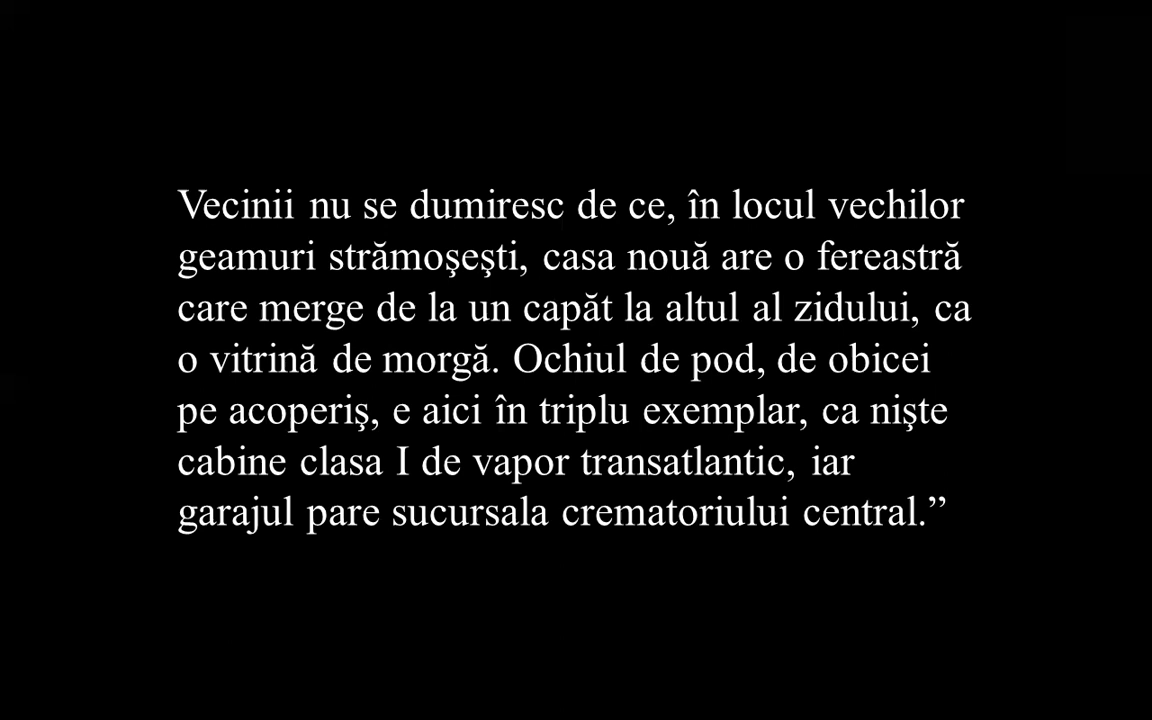 Vecinii nu se dumiresc de ce, în locul vechilor
geamuri strămoşeşti, casa nouă are o fereastră
care merge de la un capăt la altul al zidului, ca
o vitrină de morgă. Ochiul de pod, de obicei
pe acoperiş, e aici în triplu exemplar, ca nişte
cabine clasa I de vapor transatlantic, iar
garajul pare sucursala crematoriului central.”